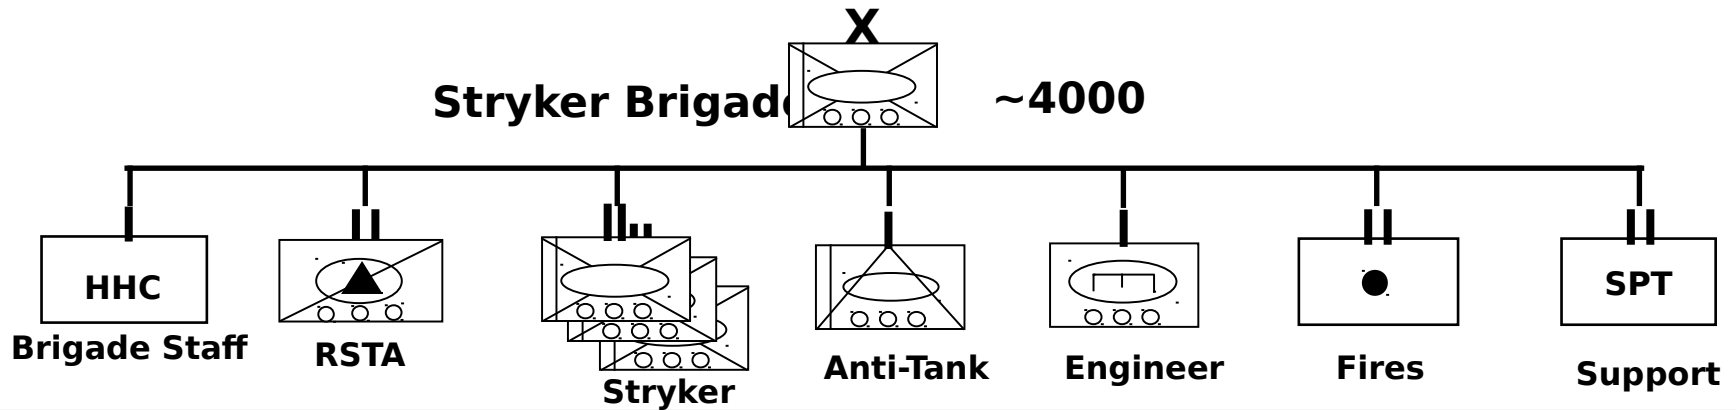 X
Stryker Brigade
~4000
HHC
SPT
Brigade Staff
RSTA
Stryker
Anti-Tank
Engineer
Fires
Support